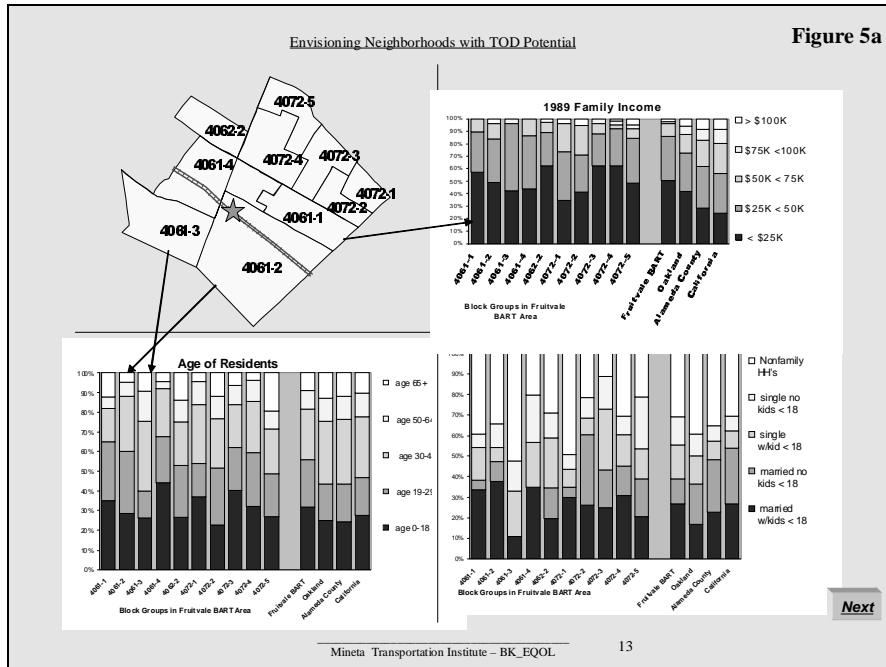 Envisioning Neighborhoods with TOD Potential
Figure 5a
4072-5
4062-2
4072-3
4061-4
4072-4
4072-1
4072-2
4061-1
4061-3
4061-2
1989 Family Income
100%
90%
80%
70%
60%
50%
40%
30%
20%
10%
0%
> $100K
$75K <100K
$50K < 75K
$25K < 50K
< $25K
4061-1
4061-2
4061-3
4061-4
4062-2
4072-1
4072-2
4072-3
4072-4
4072-5
Fruitvale BART
Oakland
Alameda County
California
Block Groups in Fruitvale
BART Area
Age of Residents
100%
90%
80%
70%
60%
50%
40%
30%
20%
10%
0%
age 65+
age 50-64
age 30-4
age 19-29
age 0-18
4061-1
4061-2
4061-3
4061-4
4062-2
4072-1
4072-2
4072-3
4072-4
4072-5
Fruitvale BART
Oakland
Alameda County
California
Block Groups in Fruitvale BART Area
100%
90%
80%
70%
60%
50%
40%
30%
20%
10%
0%
Nonfamily
HH's
single no
kids < 18
single
w/kid < 18
married no
kids < 18
married
w/kids < 18
4061-1
4061-2
4061-3
4061-4
4062-2
4072-1
4072-2
4072-3
4072-4
4072-5
Fruitvale BART
Oakland
Alameda County
California
Block Groups in Fruitvale BART Area
Next
Mineta Transportation Institute – BK_EQOL
13